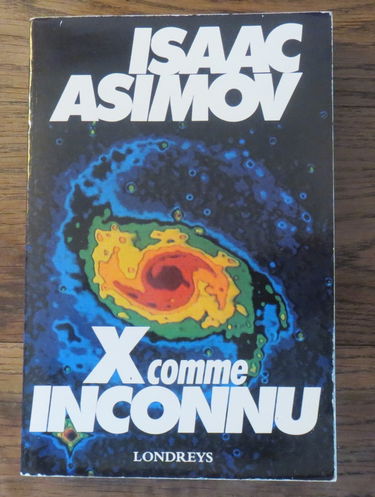 ISAAC
ASIMOV
X comme
INCONNU
LONDREYS